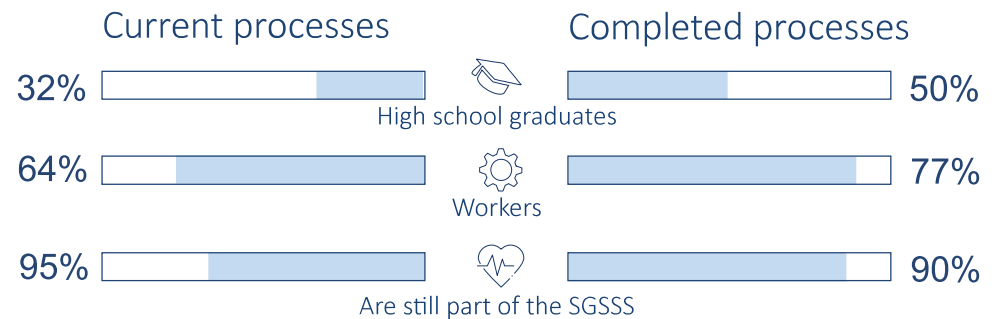 Current processes
Completed processes
32%
50%
High school graduates
64%
77%
Workers
95%
90%
Are still part of the SGSSS